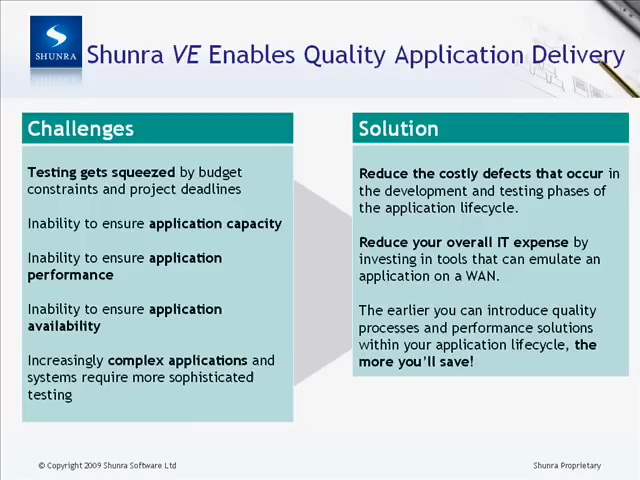 SHUNRA
Shunra VE Enables Quality Application Delivery
Challenges
Testing gets squeezed by budget
constraints and project deadlines
Inability to ensure application capacity
Inability to ensure application
performance
Inability to ensure application
availability
Increasingly complex applications and
systems require more sophisticated
testing
Solution
Reduce the costly defects that occur in
the development and testing phases of
the application lifecycle.
Reduce your overall IT expense by
investing in tools that can emulate an
application on a WAN.
The earlier you can introduce quality
processes and performance solutions
within your application lifecycle, the
more you’ll save!
© Copyright 2009 Shunra Software Ltd
Shunra Proprietary